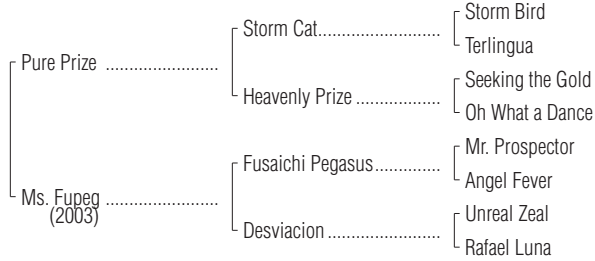 Storm Bird
Storm Cat..............................
Terlingua
Pure Prize ........................
Seeking the Gold
Heavenly Prize ..................
Oh What a Dance
Mr. Prospector
Fusaichi Pegasus..............
Angel Fever
Ms. Fupeg ........................
(2003)
Unreal Zeal
Desviacion ........................
Rafael Luna